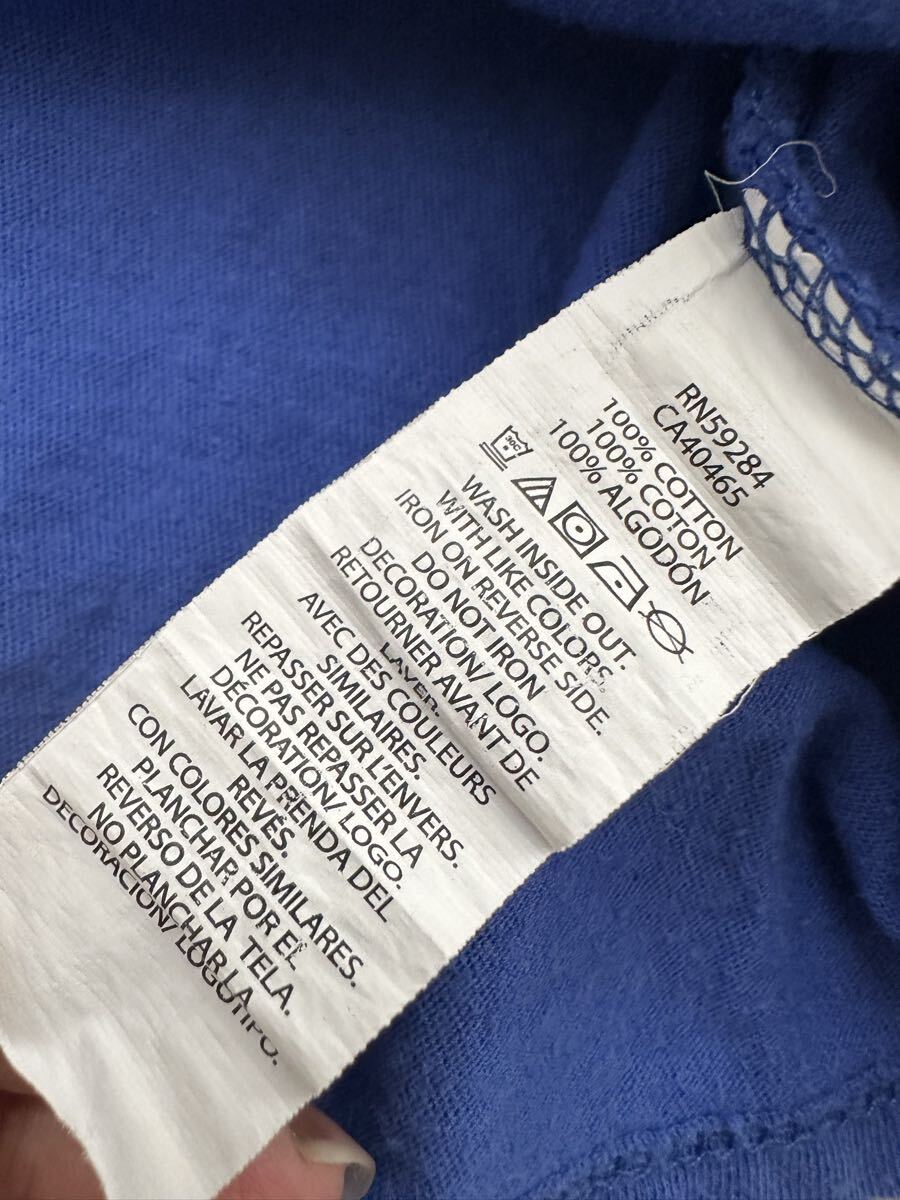 RN59284
CA40465
100% COTTON
100% COTON
100% ALGODÓN
30C
WASH INSIDE OUT.
WITH LIKE COLORS.
IRON ON REVERSE SIDE.
DO NOT IRON
DECORATION/ LOGO.
RETOURNER AVANT DE
LAVER.
AVEC DES COULEURS
SIMILAIRES.
REPASSER SUR L'ENVERS.
NE PAS REPASSER LA
DÉCORATION/ LOGO.
LAVAR LA PRENDA DEL
REVÉS.
CON COLORES SIMILARES.
PLANCHAR POR EL
REVERSO DE LA TELA.
NO PLANCHAR LA
DECORACIÓN/ LOGOTIPO.